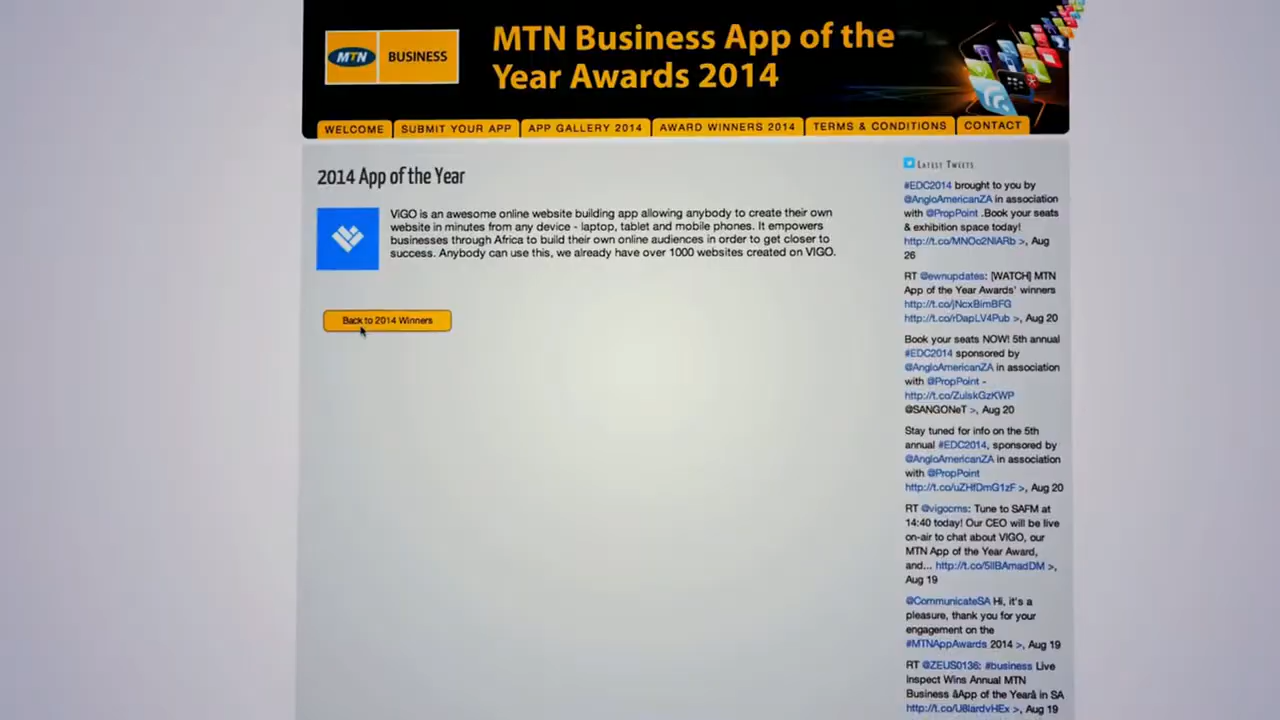 MTN BUSINESS
MTN Business App of the
Year Awards 2014
WELCOME
SUBMIT YOUR APP
APP GALLERY 2014
AWARD WINNERS 2014
TERMS & CONDITIONS
CONTACT
2014 App of the Year
ViGO is an awesome online website building app allowing anybody to create their own
website in minutes from any device - laptop, tablet and mobile phones. It empowers
businesses through Africa to build their own online audiences in order to get closer to
success. Anybody can use this, we already have over 1000 websites created on VIGO.
Back to 2014 Winners
LATEST TWEETS
#EDC2014 brought to you by
@AngloAmericanZA in association
with @PropPoint .Book your seats
& exhibition space today!
http://t.co/MNOo2NlARb >, Aug
26
RT @ewnupdates: [WATCH] MTN
App of the Year Awards' winners
http://t.co/jNcxBimBFG
http://t.co/rDapLV4Pub >, Aug 20
Book your seats NOW! 5th annual
#EDC2014 sponsored by
@AngloAmericanZA in association
with @PropPoint -
http://t.co/ZulskGzKWP
@SANGONeT >, Aug 20
Stay tuned for info on the 5th
annual #EDC2014, sponsored by
@AngloAmericanZA in association
with @PropPoint
http://t.co/uZHfDmG1zF >, Aug 20
RT @vigocms: Tune to SAFM at
14:40 today! Our CEO will be live
on-air to chat about VIGO, our
MTN App of the Year Award,
and... http://t.co/5lIBAmadDM >,
Aug 19
@CommunicateSA Hi, it's a
pleasure, thank you for your
engagement on the
#MTNAppAwards 2014 >, Aug 19
RT @ZEUS0136: #business Live
Inspect Wins Annual MTN
Business âApp of the Yearâ in SA
http://t.co/U8IardvHEx >, Aug 19